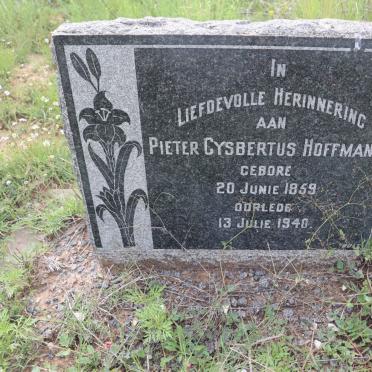 In
Liefdevolle Herinnering
aan
Pieter Gysbertus Hoffman
Gebore
20 Junie 1859
Oorlede
13 Julie 1940.